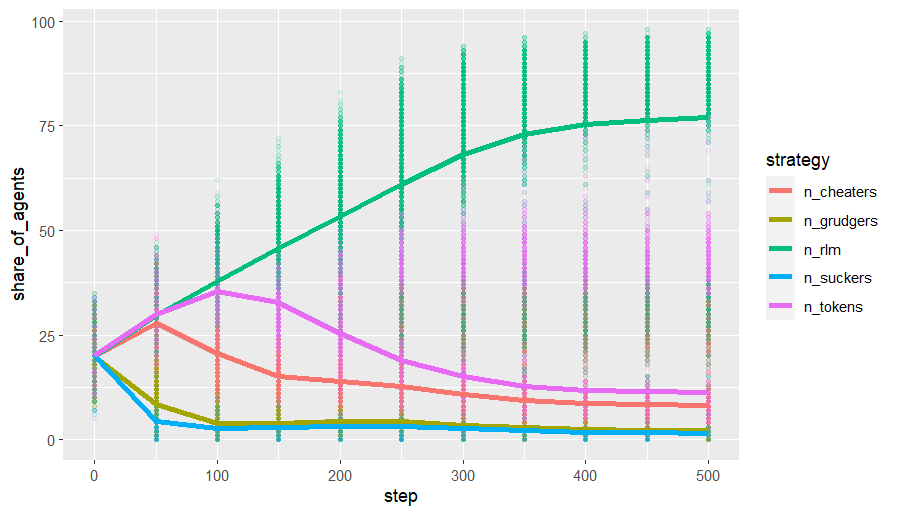 100
75
50
25
0
share_of_agents
0
100
200
300
400
500
step
strategy
n_cheaters
n_grudgers
n_rlm
n_suckers
n_tokens